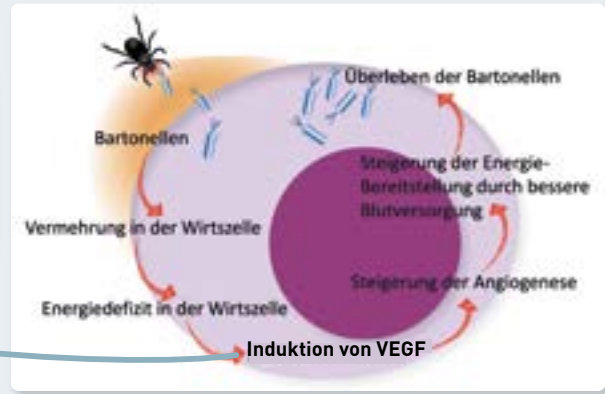 Bartonellen
Vermehrung in der Wirtszelle
Energiedefizit in der Wirtszelle
Induktion von VEGF
Steigerung der Angiogenese
Steigerung der Energie-
Bereitstellung durch bessere
Blutversorgung
Überleben der Bartonellen